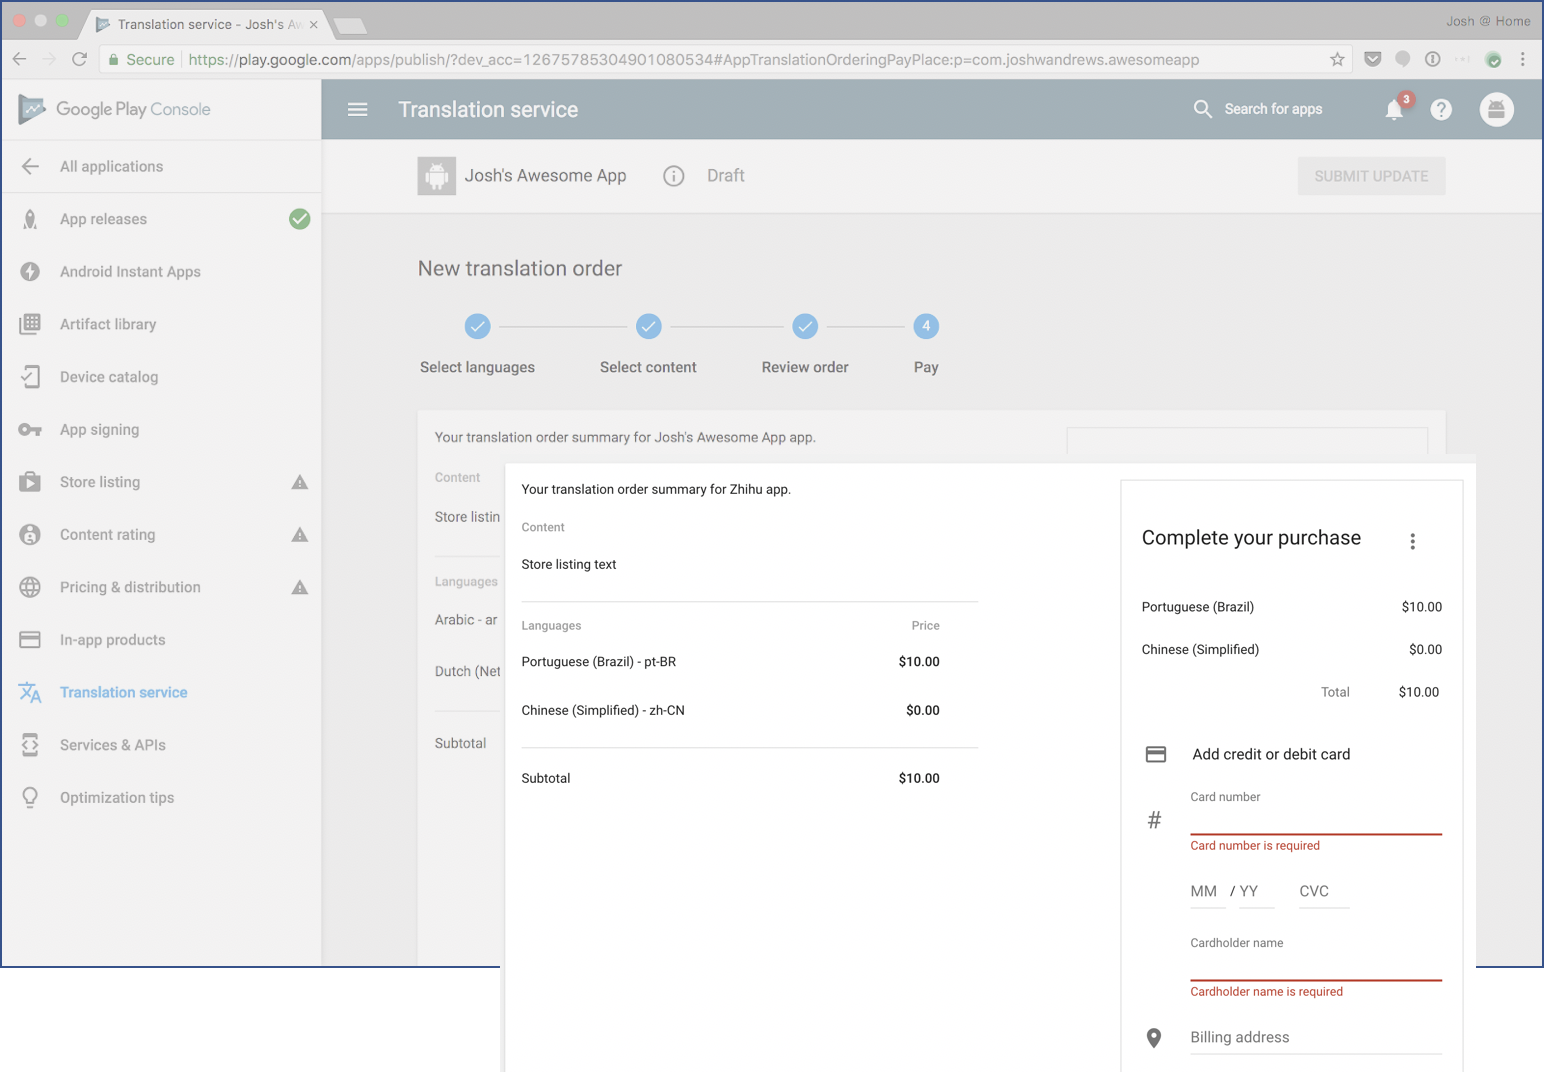 Translation service - Josh's Aw
Josh @ Home
Secure
https://play.google.com/apps/publish/?dev_acc=12675785304901080534#AppTranslationOrderingPayPlace:p=com.joshwandrews.awesomeapp
Google Play Console
Translation service
Search for apps
3
All applications
Josh's Awesome App
Draft
SUBMIT UPDATE
App releases
Android Instant Apps
Artifact library
Device catalog
App signing
Store listing
Content rating
Pricing & distribution
In-app products
Translation service
Services & APIs
Optimization tips
New translation order
4
Select languages
Select content
Review order
Pay
Your translation order summary for Josh's Awesome App app.
Content
Store listin
Languages
Arabic - ar
Dutch (Net
Subtotal
Your translation order summary for Zhihu app.
Content
Store listing text
Languages Price
Portuguese (Brazil) - pt-BR $10.00
Chinese (Simplified) - zh-CN $0.00
Subtotal $10.00
Complete your purchase
Portuguese (Brazil) $10.00
Chinese (Simplified) $0.00
Total $10.00
Add credit or debit card
Card number
#
Card number is required
MM / YY CVC
Cardholder name
Cardholder name is required
Billing address